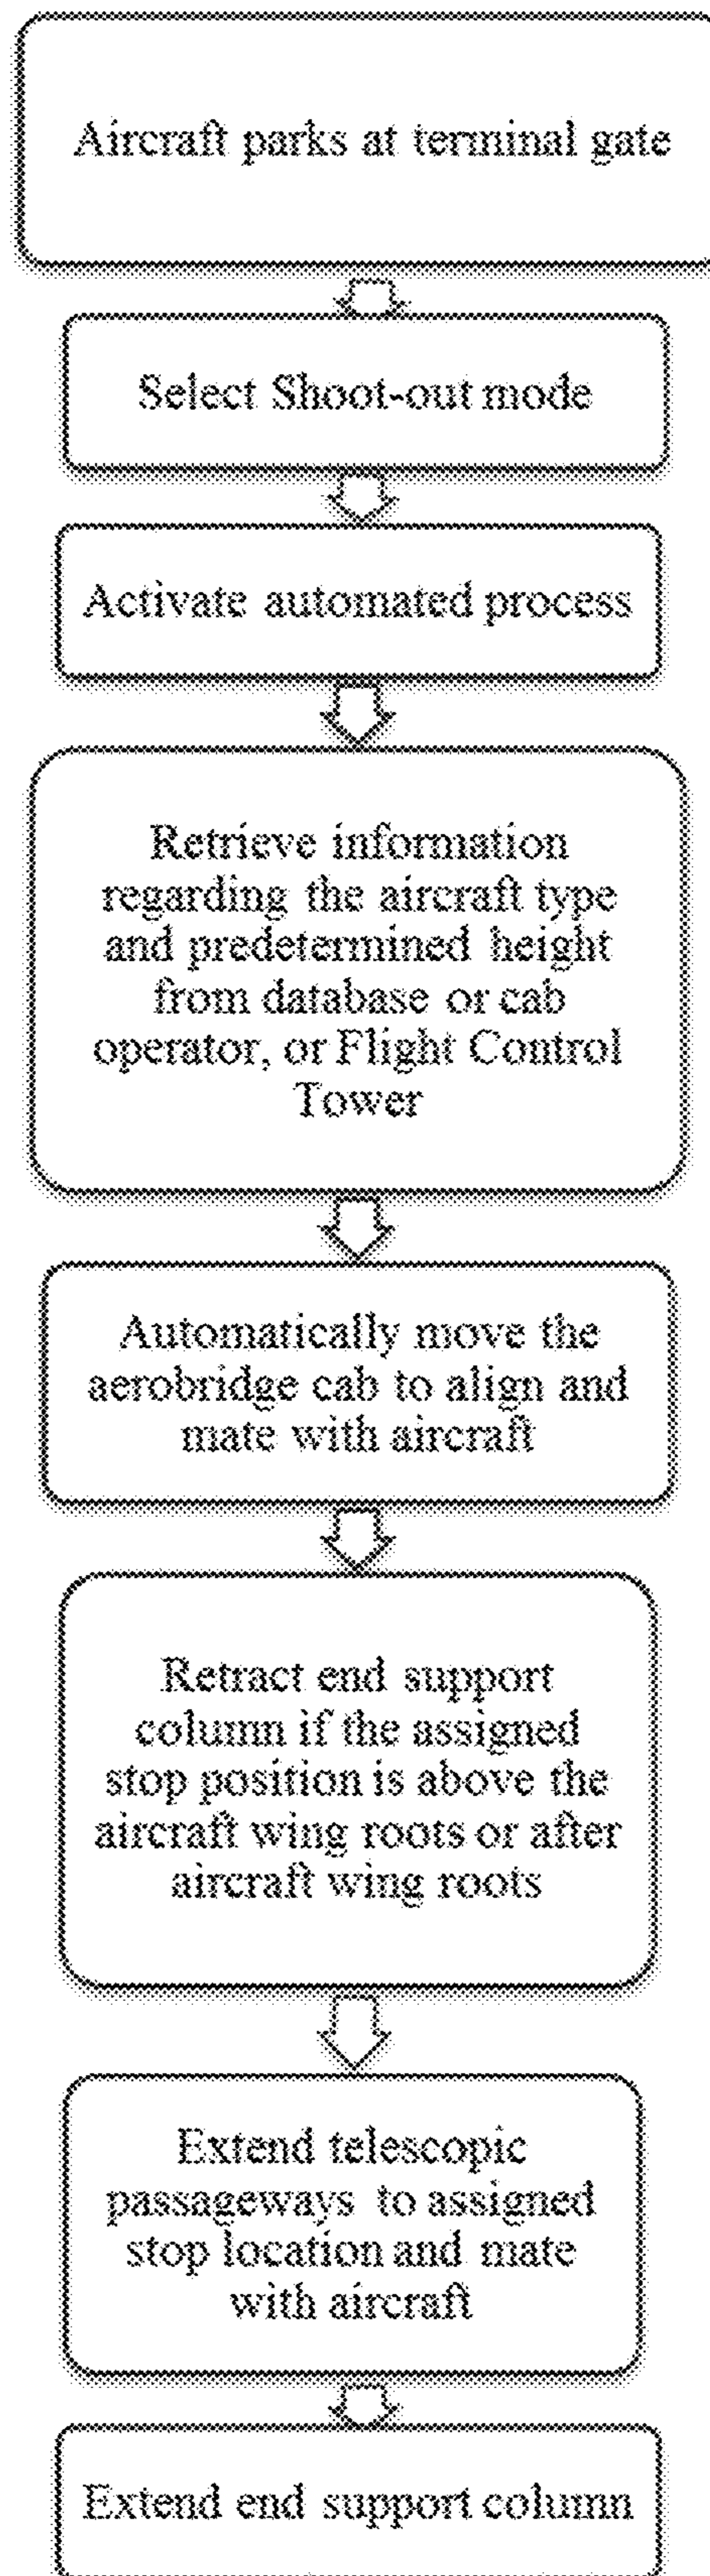 Aircraft parks at terminal gate
Select Shoot-out mode
Activate automated process
Retrieve information
regarding the aircraft type
and predetermined height
from database or cab
operator, or Flight Control
Tower
Automatically move the
aerobridge cab to align and
mate with aircraft
Retract end support
column if the assigned
stop position is above the
aircraft wing roots or after
aircraft wing roots
Extend telescopic
passageways to assigned
stop location and mate
with aircraft
Extend end support column